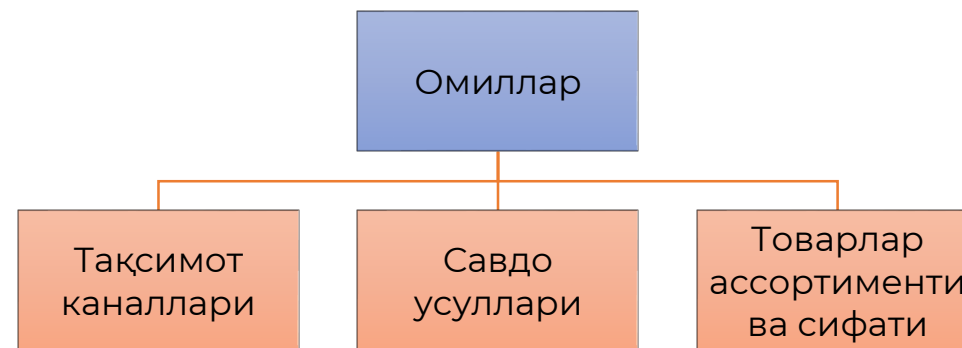 Омиллар
Тақсимот
каналлари
Савдо
усуллари
Товарлар
ассортименти
ва сифати